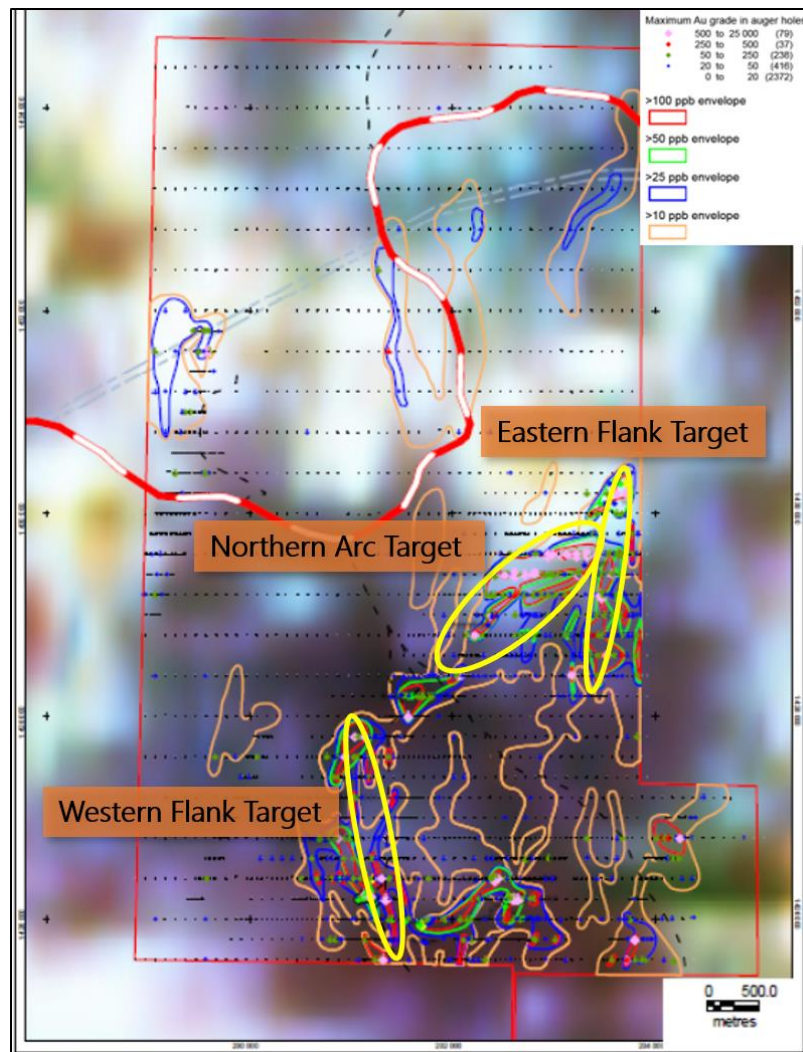 Maximum Au grade in auger holes
500 to 25 000 (79)
250 to 500 (37)
50 to 250 (238)
20 to 50 (416)
0 to 20 (2372)
>100 ppb envelope
>50 ppb envelope
>25 ppb envelope
>10 ppb envelope
Eastern Flank Target
Northern Arc Target
Western Flank Target
0 500.0
metres